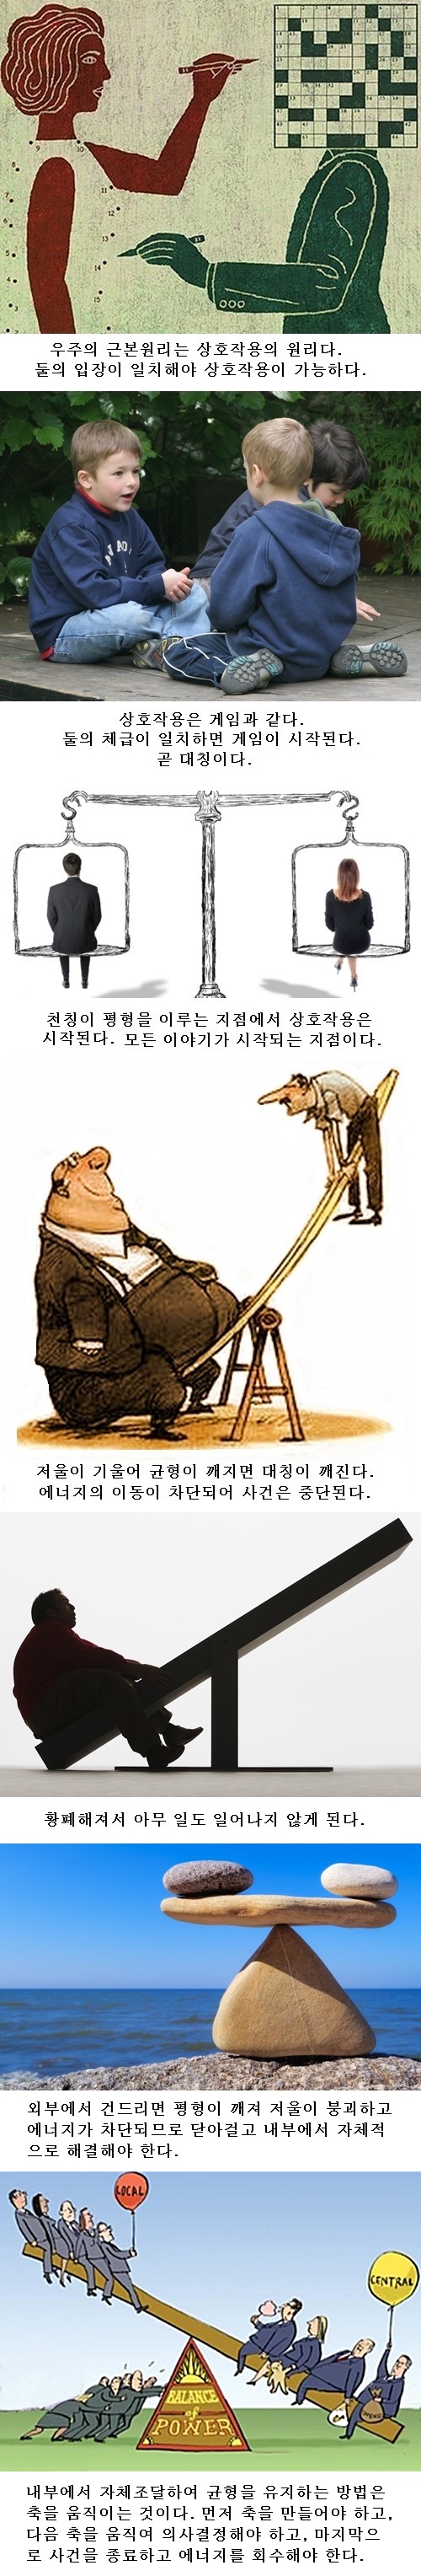 우주의 근본원리는 상호작용의 원리다.
둘의 입장이 일치해야 상호작용이 가능하다.
상호작용은 게임과 같다.
둘의 체급이 일치하면 게임이 시작된다.
곧 대칭이다.
천칭이 평형을 이루는 지점에서 상호작용은
시작된다. 모든 이야기가 시작되는 지점이다.
저울이 기울어 균형이 깨지면 대칭이 깨진다.
에너지의 이동이 차단되어 사건은 중단된다.
황폐해져서 아무 일도 일어나지 않게 된다.
외부에서 건드리면 평형이 깨져 저울이 붕괴하고
에너지가 차단되므로 닫아걸고 내부에서 자체적
으로 해결해야 한다.
LOCAL
CENTRAL
BALANCE
of
POWER
내부에서 자체조달하여 균형을 유지하는 방법은
축을 움직이는 것이다. 먼저 축을 만들어야 하고,
다음 축을 움직여 의사결정해야 하고, 마지막으
로 사건을 종료하고 에너지를 회수해야 한다.